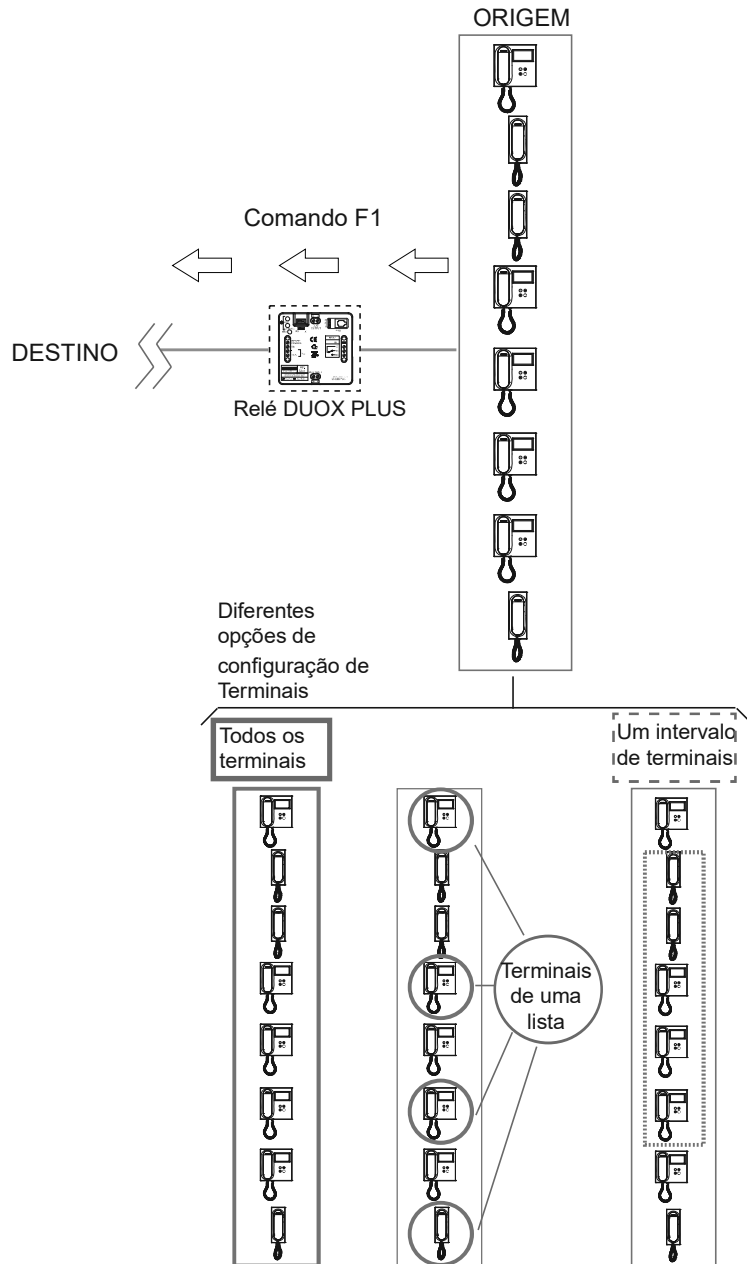 ORIGEM
Comando F1
DESTINO
Relé DUOX PLUS
Diferentes
opções de
configuração de
Terminais
Todos os
terminais
Um intervalo
de terminais
Terminais
de uma
lista